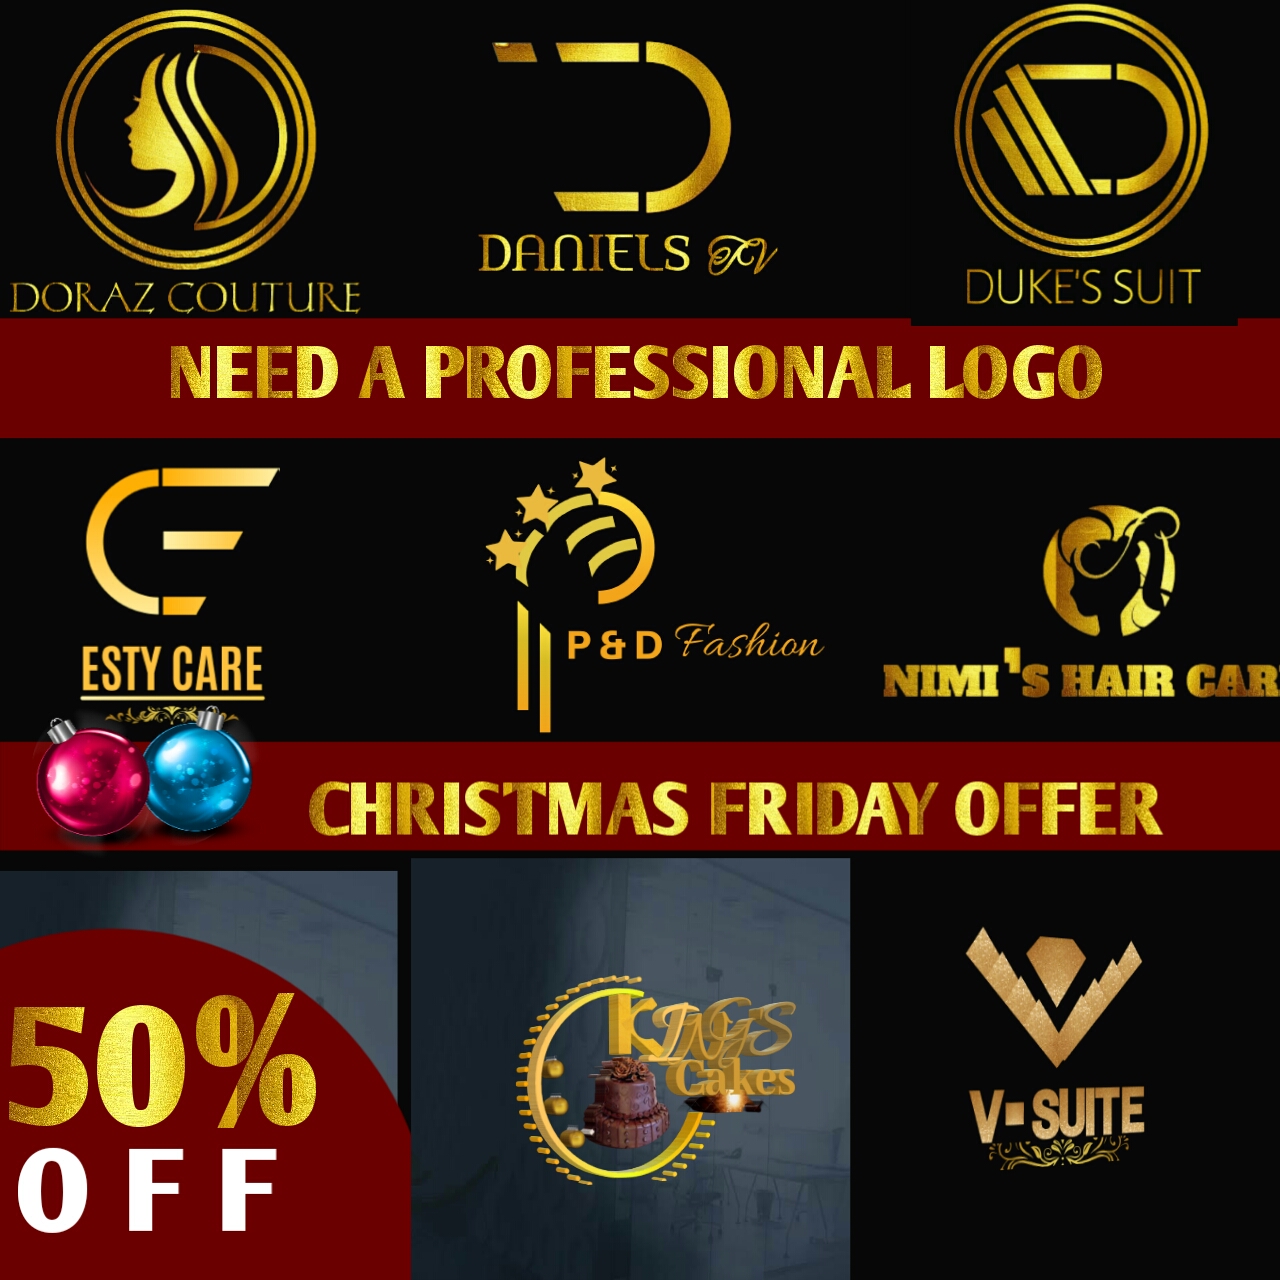 DORAZ COUTURE
DANIELS TV
DUKE'S SUIT
NEED A PROFESSIONAL LOGO
ESTY CARE
P & D Fashion
NIMI'S HAIR CAR
CHRISTMAS FRIDAY OFFER
50%
OFF
KINGS
Cakes
V-SUITE